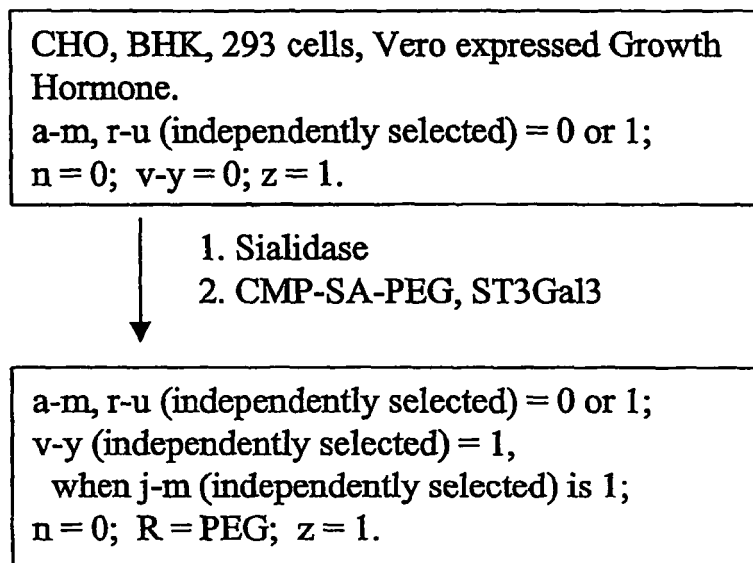 CHO, BHK, 293 cells, Vero expressed Growth
Hormone.
a-m, r-u (independently selected) = 0 or 1;
n = 0; v-y = 0; z = 1.
1. Sialidase
2. CMP-SA-PEG, ST3Gal3
a-m, r-u (independently selected) = 0 or 1;
v-y (independently selected) = 1,
when j-m (independently selected) is 1;
n = 0; R = PEG; z = 1.